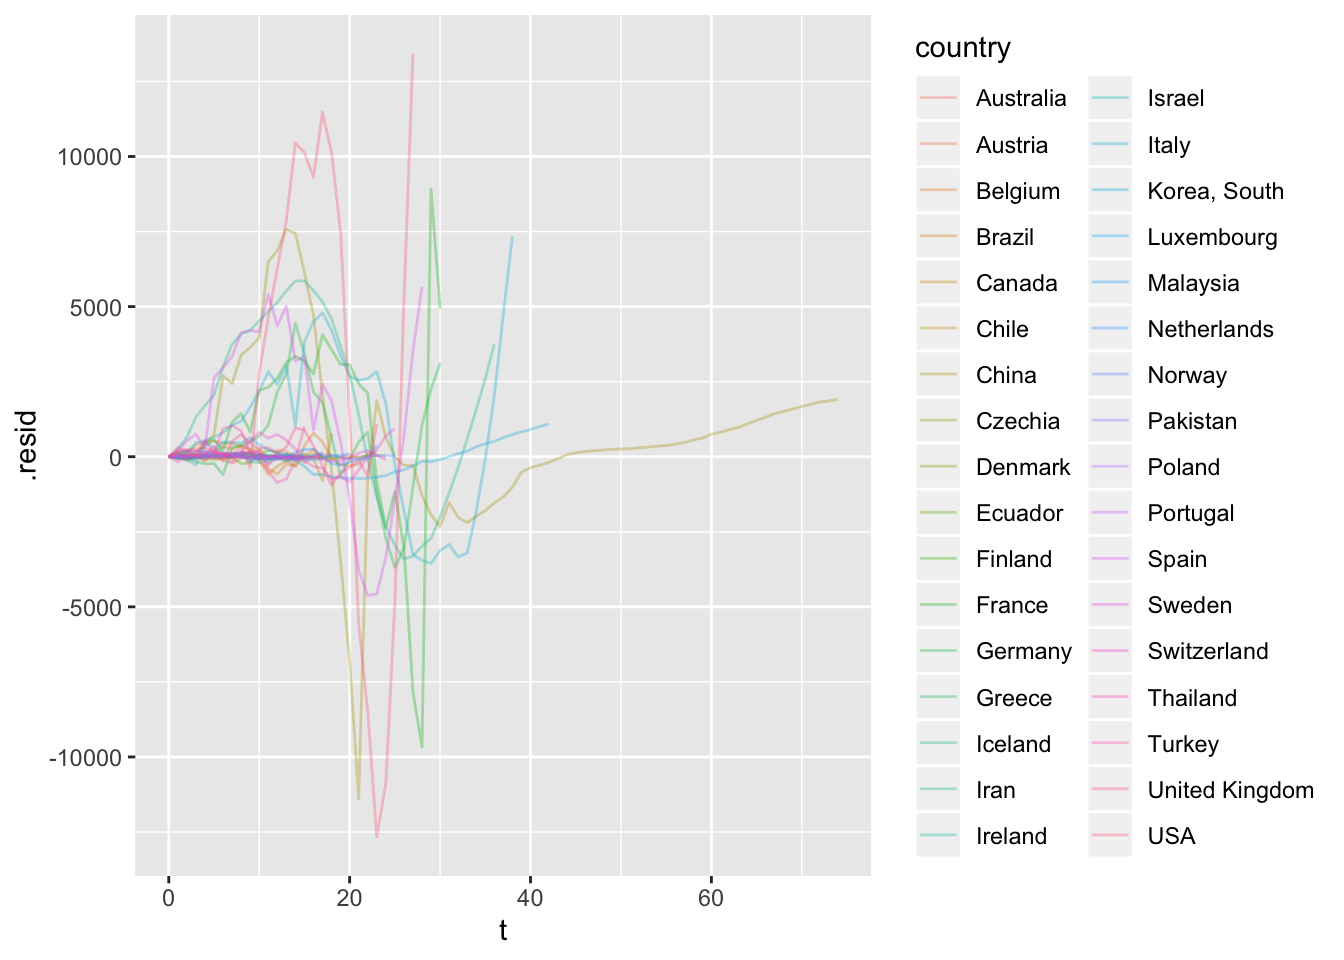 country
Australia
Austria
Belgium
Brazil
Canada
Chile
China
Czechia
Denmark
Ecuador
Finland
France
Germany
Greece
Iceland
Iran
Ireland
Israel
Italy
Korea, South
Luxembourg
Malaysia
Netherlands
Norway
Pakistan
Poland
Portugal
Spain
Sweden
Switzerland
Thailand
Turkey
United Kingdom
USA
.resid
10000
5000
0
-5000
-10000
0
20
40
60
t